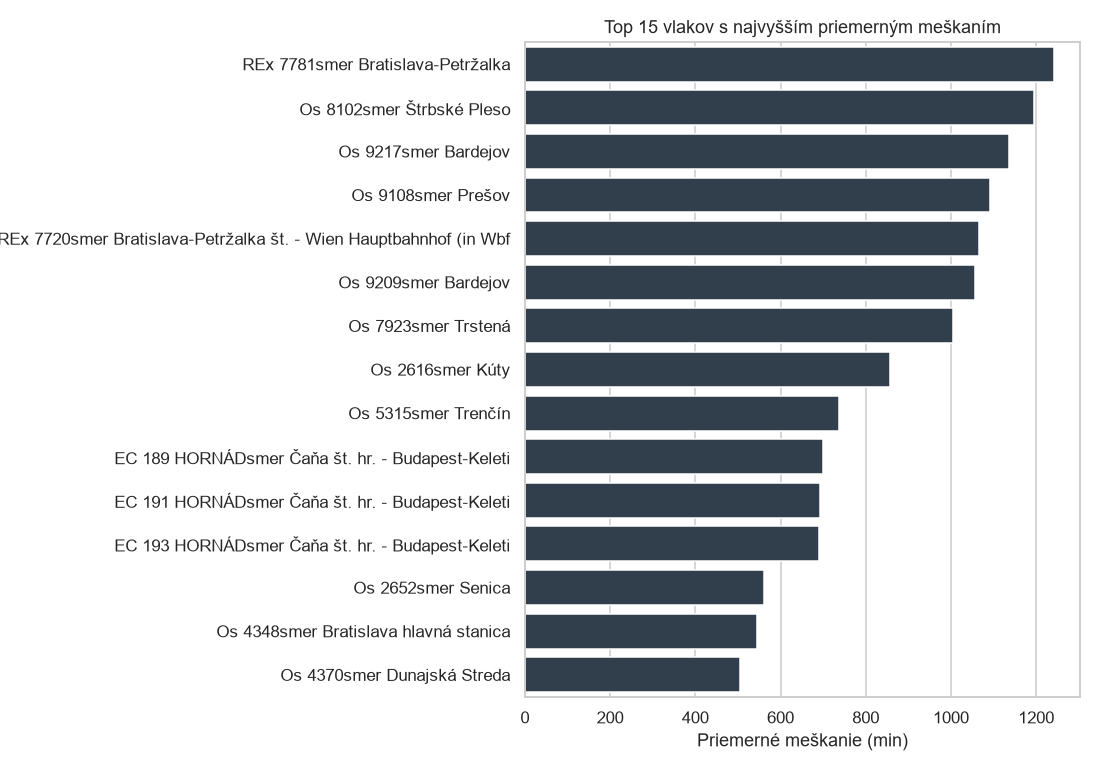 Top 15 vlakov s najvyšším priemerným meškaním
REx 7781smer Bratislava-Petržalka
Os 8102smer Štrbské Pleso
Os 9217smer Bardejov
Os 9108smer Prešov
REx 7720smer Bratislava-Petržalka št. - Wien Hauptbahnhof (in Wbf
Os 9209smer Bardejov
Os 7923smer Trstená
Os 2616smer Kúty
Os 5315smer Trenčín
EC 189 HORNÁDsmer Čaňa št. hr. - Budapest-Keleti
EC 191 HORNÁDsmer Čaňa št. hr. - Budapest-Keleti
EC 193 HORNÁDsmer Čaňa št. hr. - Budapest-Keleti
Os 2652smer Senica
Os 4348smer Bratislava hlavná stanica
Os 4370smer Dunajská Streda
0 200 400 600 800 1000 1200
Priemerné meškanie (min)